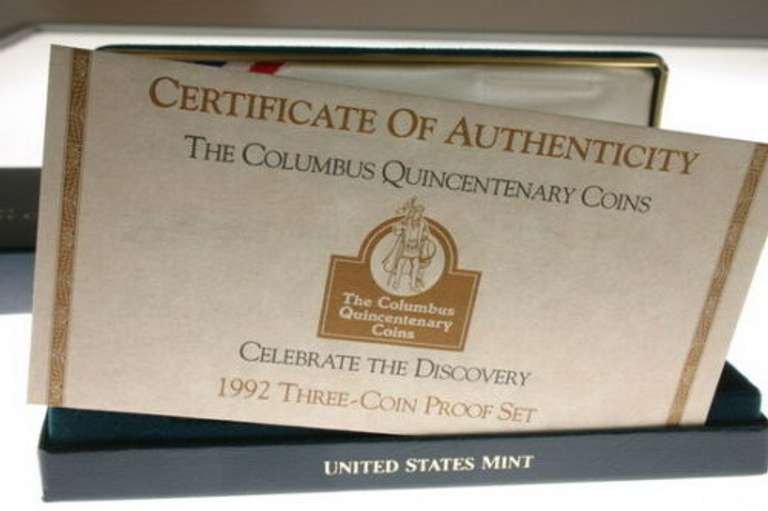 CERTIFICATE OF AUTHENTICITY
THE COLUMBUS QUINCENTENARY COINS
The Columbus
Quincentenary
Coins
CELEBRATE THE DISCOVERY
1992 THREE-COIN PROOF SET
UNITED STATES MINT